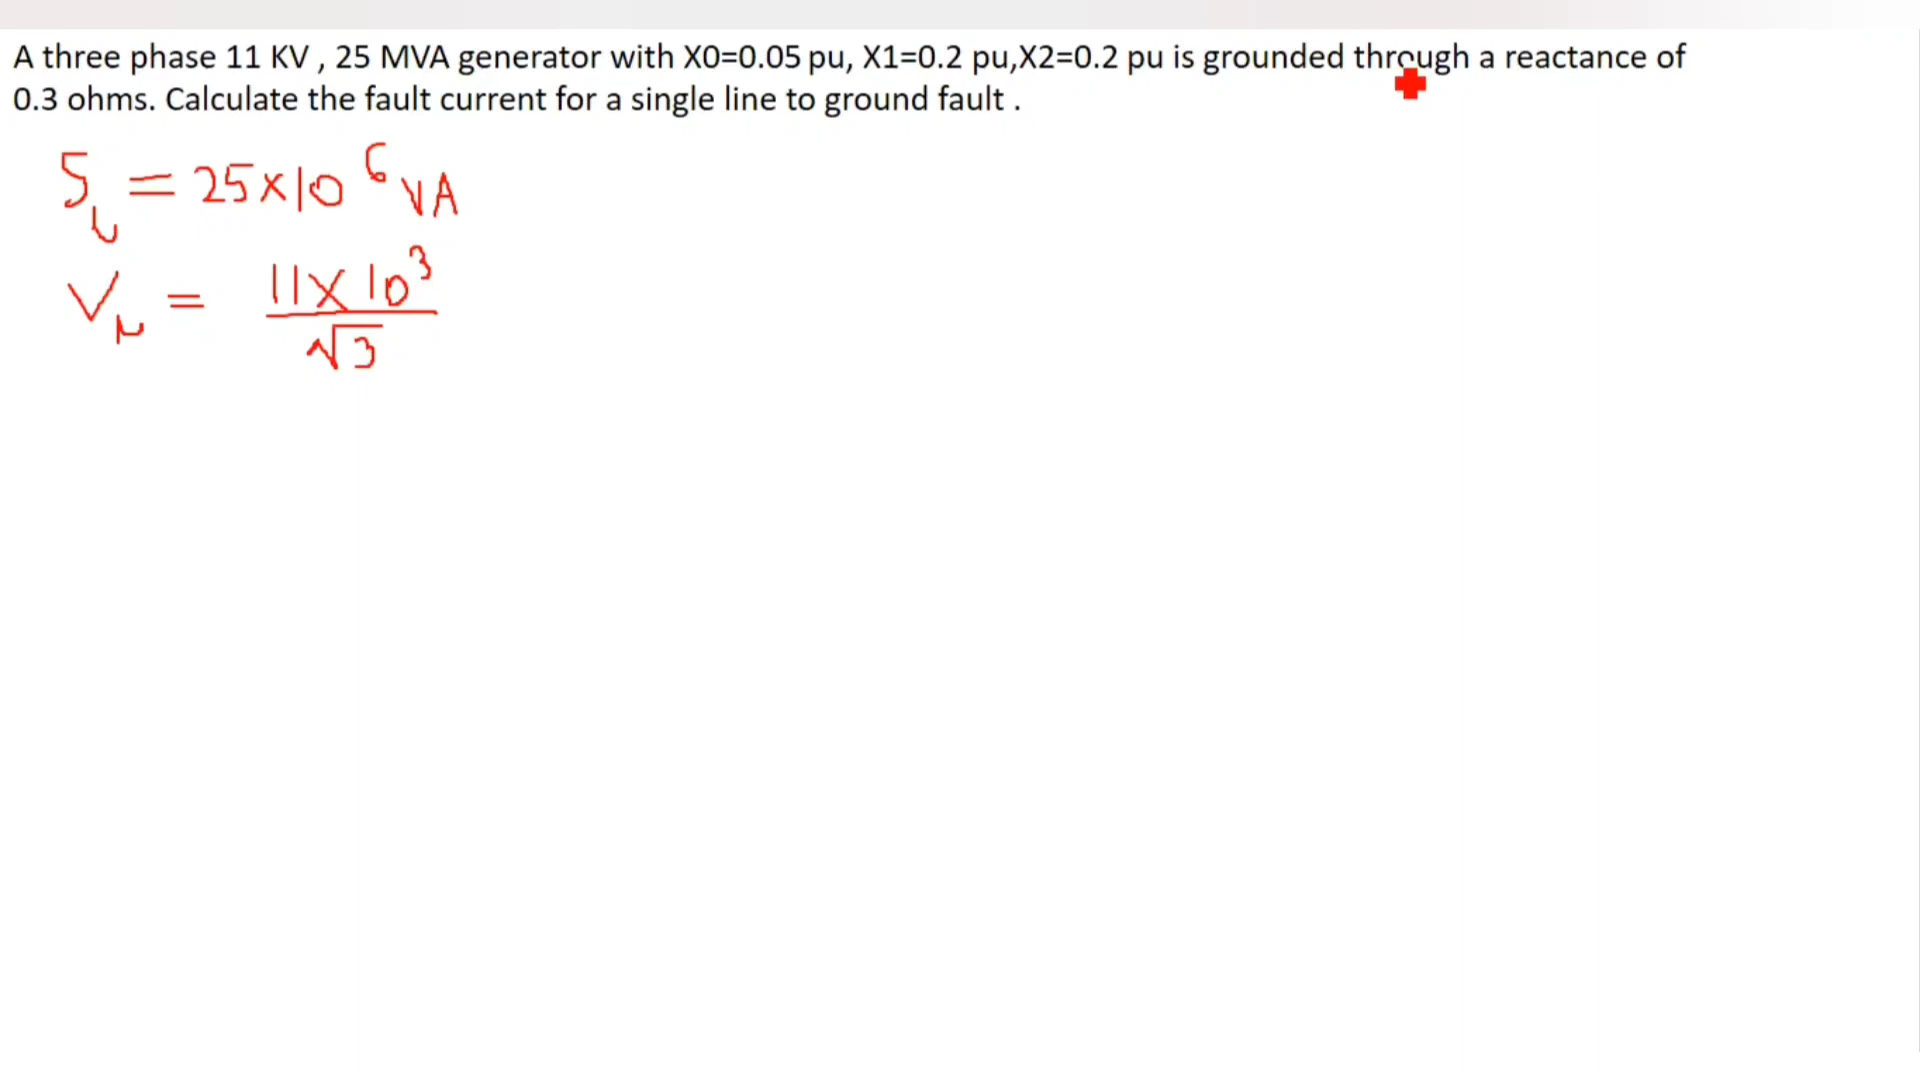 A three phase 11 KV , 25 MVA generator with X0=0.05 pu, X1=0.2 pu,X2=0.2 pu is grounded through a reactance of
0.3 ohms. Calculate the fault current for a single line to ground fault .
S_b = 25×10^6 VA
V_b = 11×10^3 / √3